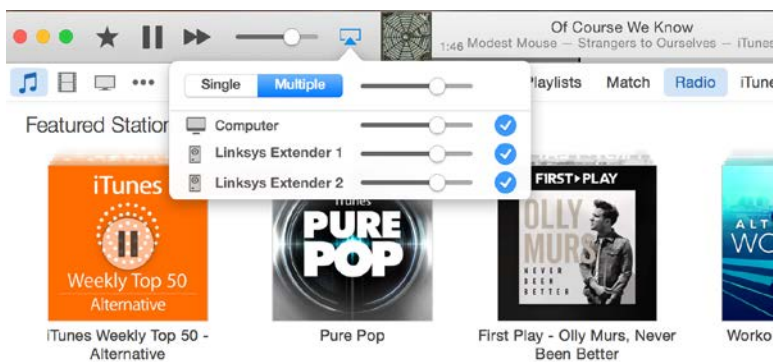 Of Course We Know
1:46 Modest Mouse — Strangers to Ourselves — iTunes
Single Multiple
Playlists Match Radio iTune
Featured Station
Computer
Linksys Extender 1
Linksys Extender 2
iTunes
Weekly Top 50
Alternative
iTunes
PURE
POP
FIRST▸PLAY
OLLY
MURS
NEVER
BEEN
BETTER
ALT
WO
iTunes Weekly Top 50 -
Alternative
Pure Pop
First Play - Olly Murs, Never
Been Better
Worko